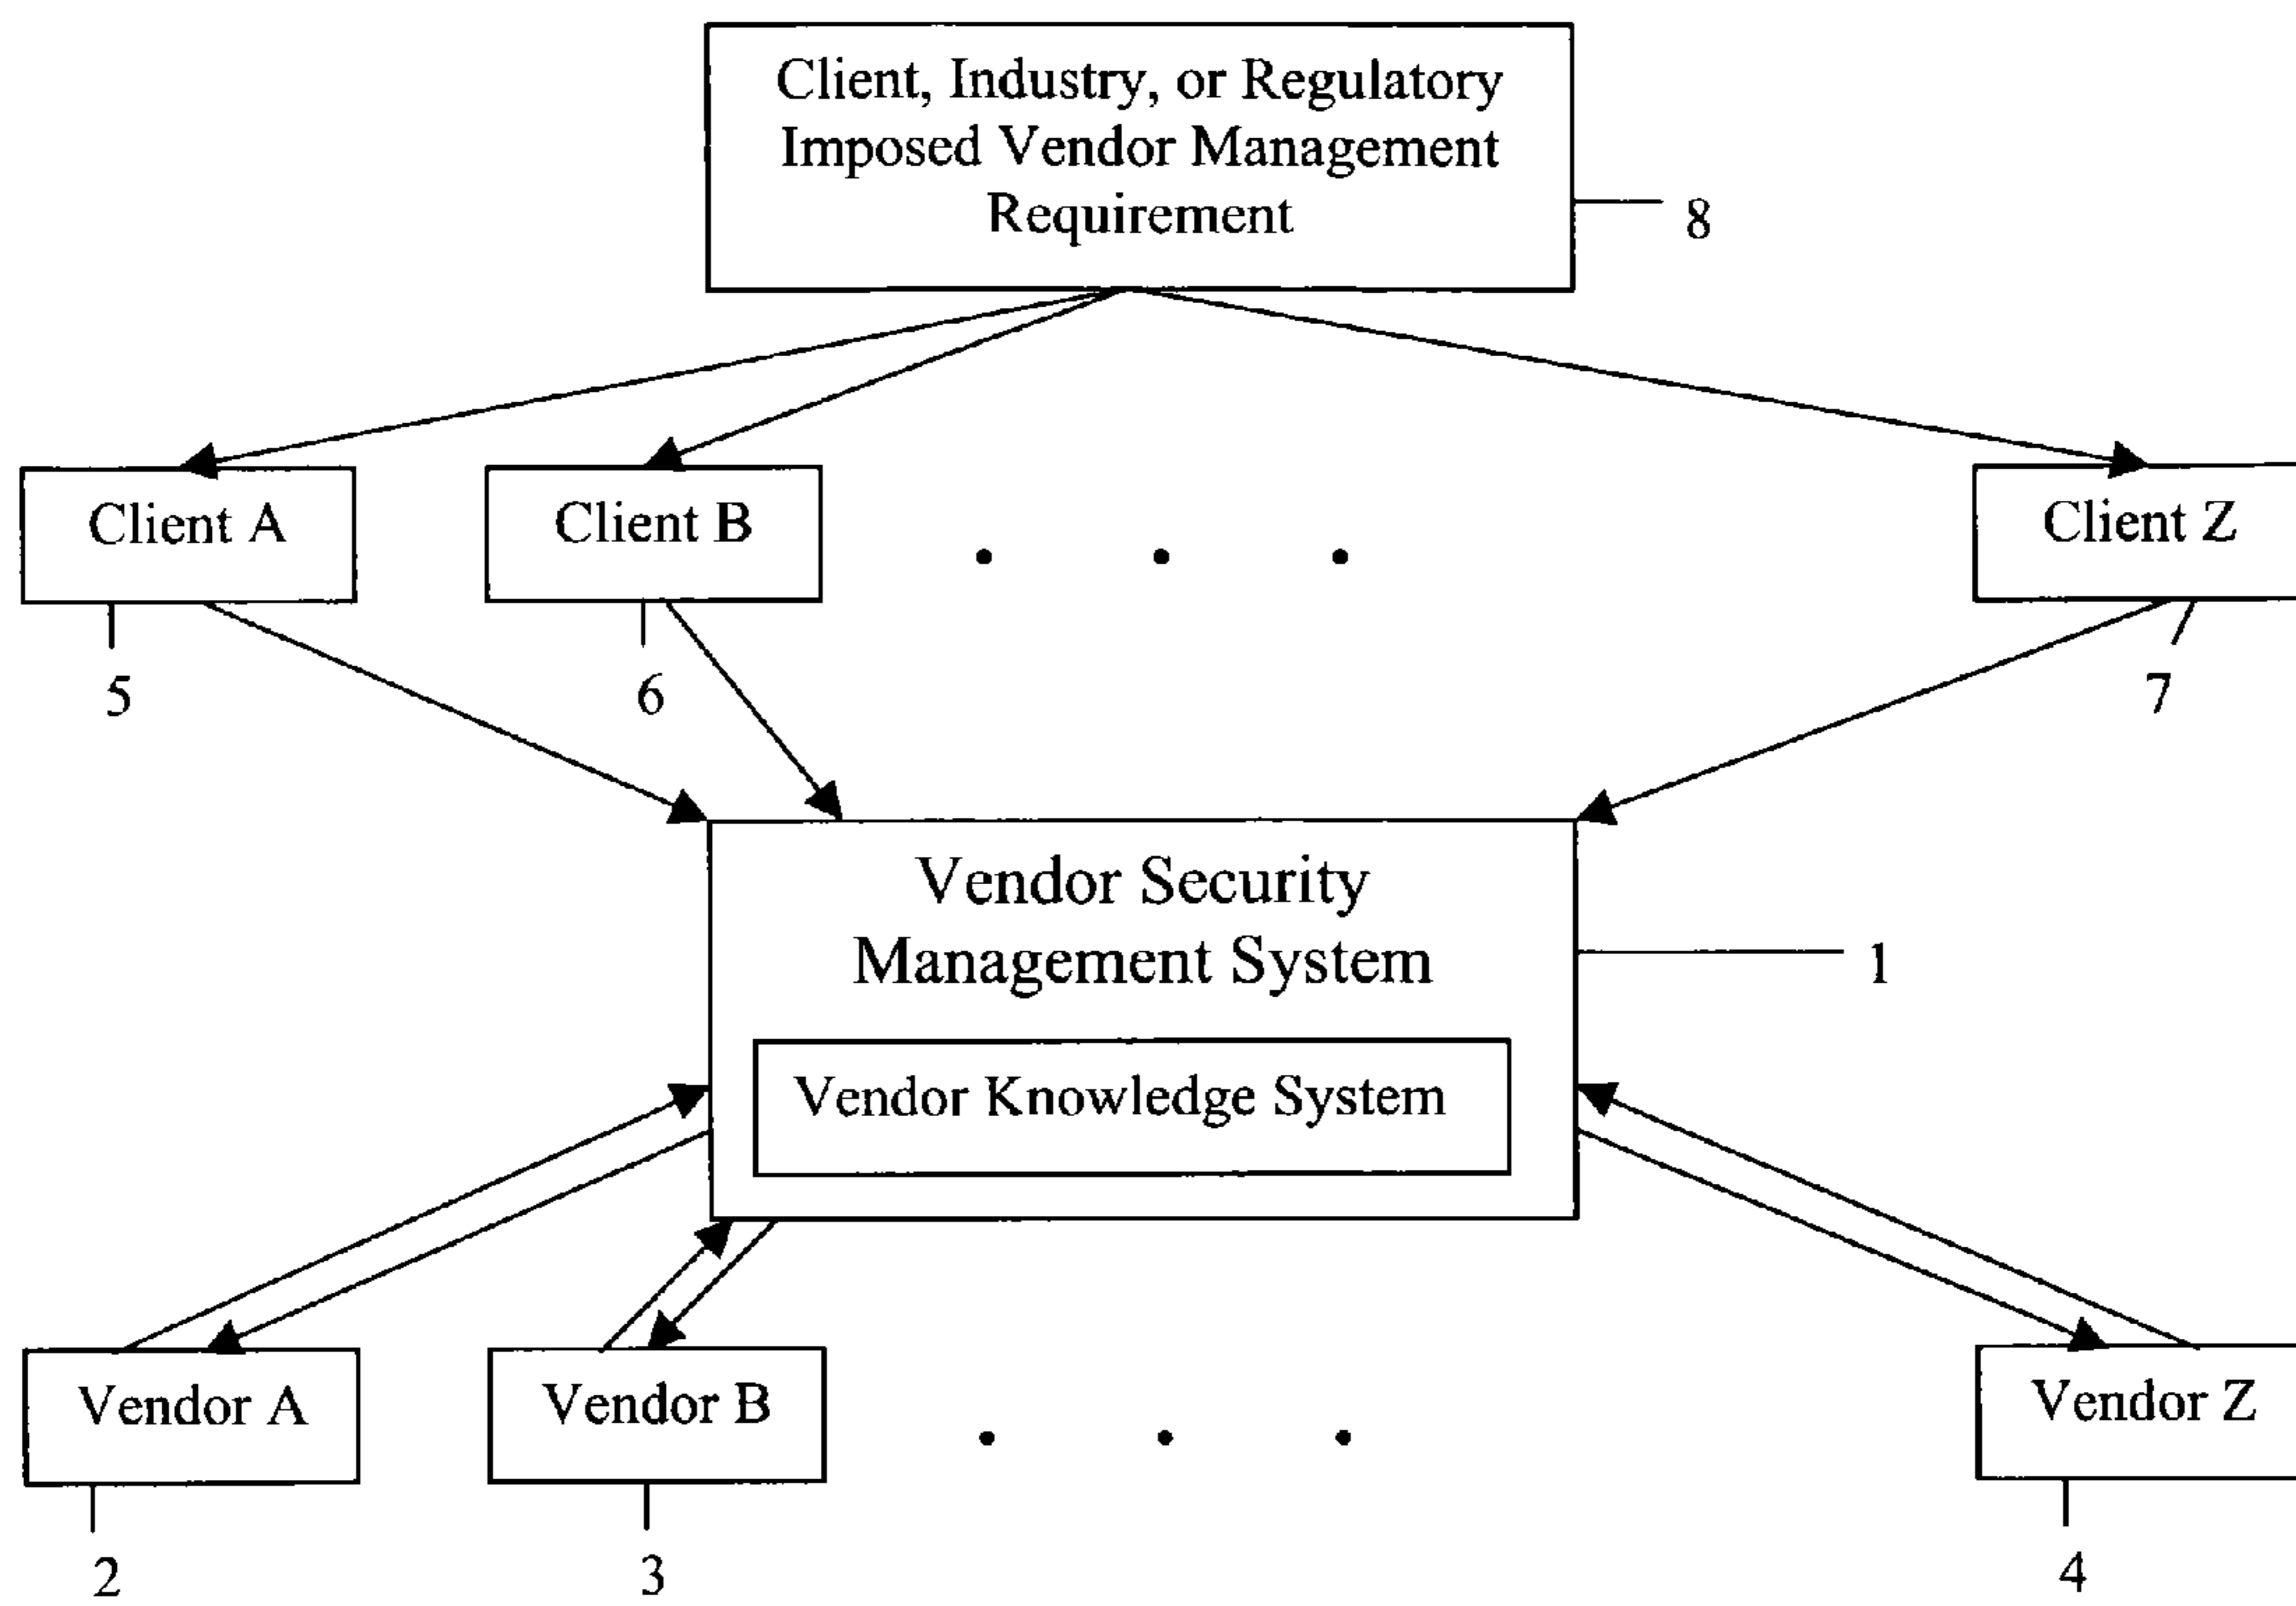 Client, Industry, or Regulatory
Imposed Vendor Management
Requirement
8
Client A
Client B
Client Z
5
6
7
Vendor Security
Management System
1
Vendor Knowledge System
Vendor A
Vendor B
Vendor Z
2
3
4